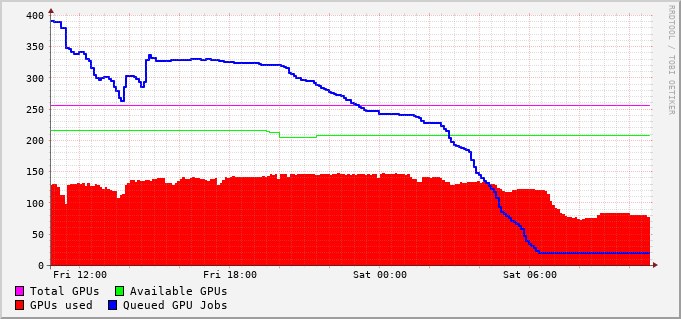 400
350
300
250
200
150
100
50
0
Fri 12:00 Fri 18:00 Sat 00:00 Sat 06:00
Total GPUs Available GPUs
GPUs used Queued GPU Jobs
RRDTOOL / TOBI OETIKER